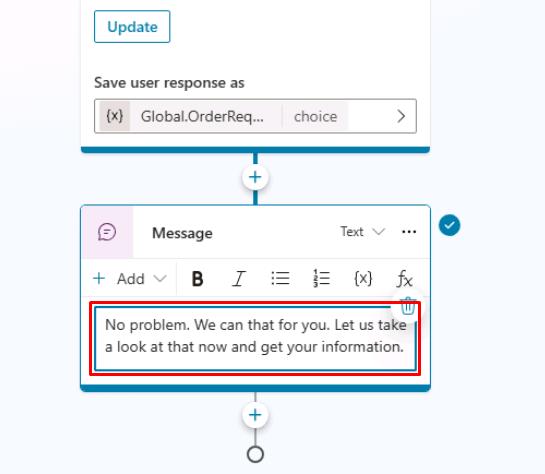 Update
Save user response as
{x} Global.OrderReq... choice
Message Text ...
+ Add B I {x} fx
No problem. We can that for you. Let us take
a look at that now and get your information.